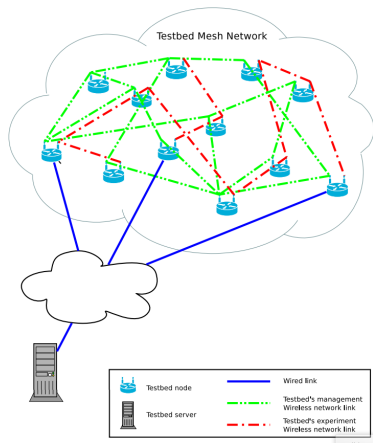 Testbed Mesh Network
Testbed node
Wired link
Testbed server
Testbed's management
Wireless network link
Testbed's experiment
Wireless network link